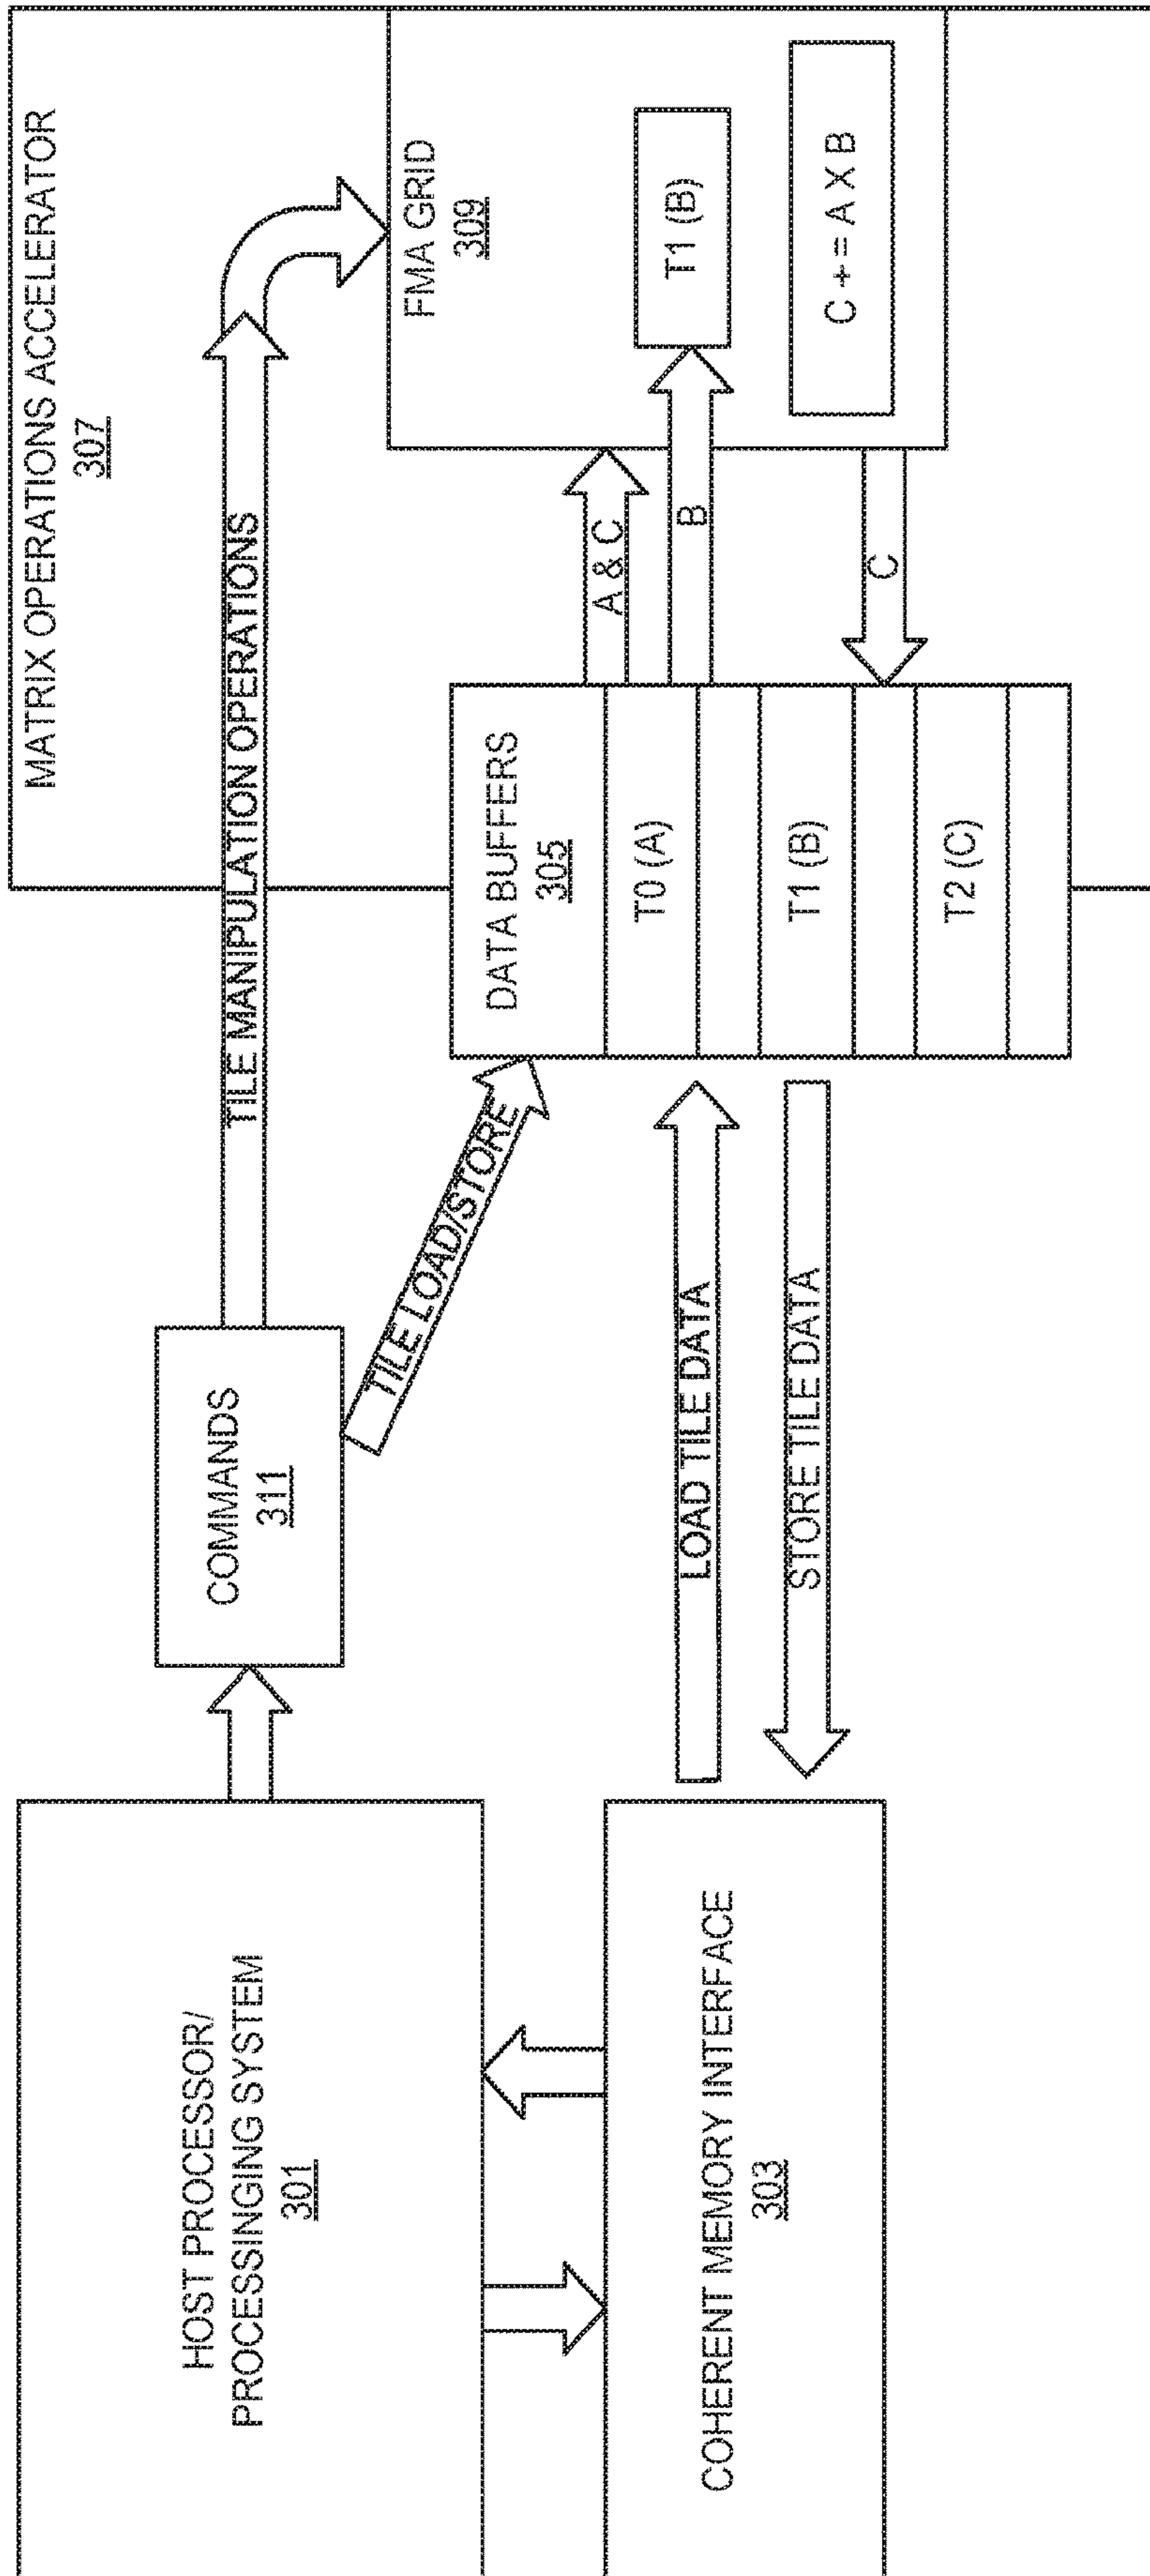 HOST PROCESSOR/
PROCESSINGING SYSTEM
301
COHERENT MEMORY INTERFACE
303
COMMANDS
311
TILE MANIPULATION OPERATIONS
TILE LOAD/STORE
LOAD TILE DATA
STORE TILE DATA
DATA BUFFERS
305
T0 (A)
T1 (B)
T2 (C)
MATRIX OPERATIONS ACCELERATOR
307
A & C
B
C
FMA GRID
309
T1 (B)
C + = A X B